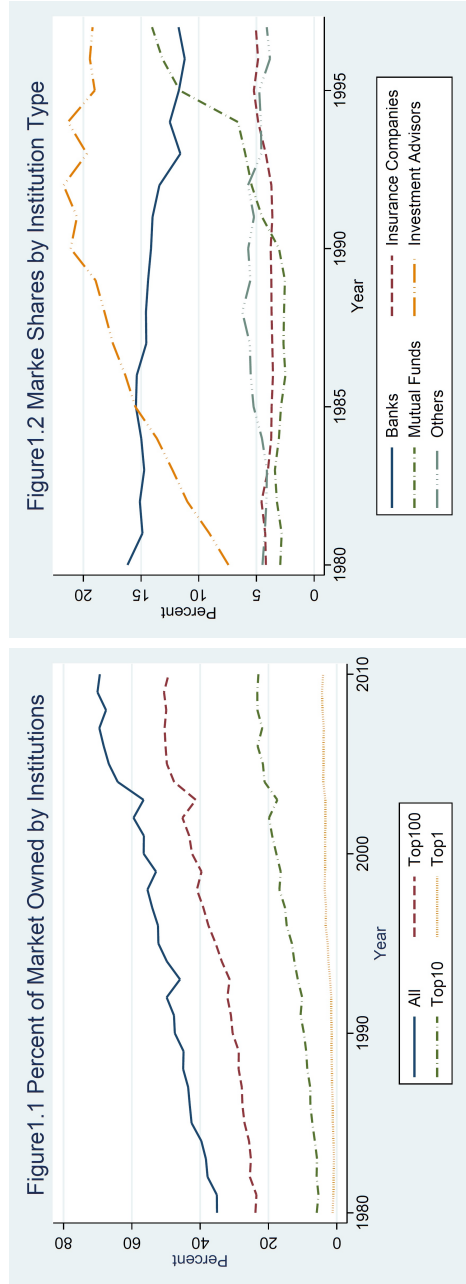 Figure1.1 Percent of Market Owned by Institutions
Percent
80
60
40
20
0
1980
1990
2000
2010
Year
All
Top100
Top10
Top1
Figure1.2 Marke Shares by Institution Type
Percent
20
15
10
5
0
1980
1985
1990
1995
Year
Banks
Insurance Companies
Mutual Funds
Investment Advisors
Others